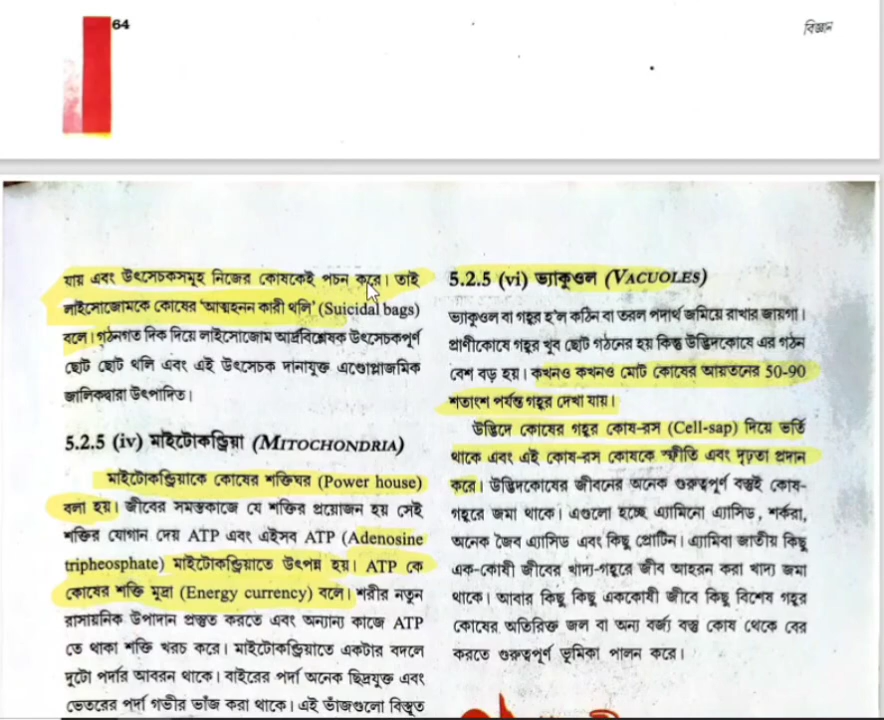 64
বিজ্ঞান
যায় এবং উৎসেচকসমূহ নিজের কোষকেই পচন করে। তাই
লাইসোজোমকে কোষের ‘আত্মহনন কারী থলি’ (Suicidal bags)
বলে। গঠনগত দিক দিয়ে লাইসোজোম আর্দ্রবিশ্লেষক উৎসেচকপূর্ণ
ছোট ছোট থলি এবং এই উৎসেচক দানাযুক্ত এণ্ডোপ্লাজমিক
জালিকদ্বারা উৎপাদিত।
5.2.5 (iv) মাইটোকন্ড্রিয়া (MITOCHONDRIA)
মাইটোকন্ড্রিয়াকে কোষের শক্তিঘর (Power house)
বলা হয়। জীবের সমস্তকাজে যে শক্তির প্রয়োজন হয় সেই
শক্তির যোগান দেয় ATP এবং এইসব ATP (Adenosine
tripheosphate) মাইটোকন্ড্রিয়াতে উৎপন্ন হয়। ATP কে
কোষের শক্তি মুদ্রা (Energy currency) বলে। শরীর নতুন
রাসায়নিক উপাদান প্রস্তুত করতে এবং অন্যান্য কাজে ATP
তে থাকা শক্তি খরচ করে। মাইটোকন্ড্রিয়াতে একটার বদলে
দুটো পর্দার আবরন থাকে। বাইরের পর্দা অনেক ছিদ্রযুক্ত এবং
ভেতরের পর্দা গভীর ভাঁজ করা থাকে। এই ভাঁজগুলো বিস্তৃত
5.2.5 (vi) ভ্যাকুওল (VACUOLES)
ভ্যাকুওল বা গহ্বর হ’ল কঠিন বা তরল পদার্থ জমিয়ে রাখার জায়গা।
প্রাণীকোষে গহ্বর খুব ছোট গঠনের হয় কিন্তু উদ্ভিদকোষে এর গঠন
বেশ বড় হয়। কখনও কখনও মোট কোষের আয়তনের 50-90
শতাংশ পর্যন্ত গহ্বর দেখা যায়।
উদ্ভিদে কোষের গহ্বর কোষ-রস (Cell-sap) দিয়ে ভর্তি
থাকে এবং এই কোষ-রস কোষকে স্ফীতি এবং দৃঢ়তা প্রদান
করে। উদ্ভিদকোষের জীবনের অনেক গুরুত্বপূর্ণ বস্তুই কোষ-
গহ্বরে জমা থাকে। এগুলো হচ্ছে এ্যামিনো এ্যাসিড, শর্করা,
অনেক জৈব এ্যাসিড এবং কিছু প্রোটিন। এ্যামিবা জাতীয় কিছু
এক-কোষী জীবের খাদ্য-গহ্বরে জীব আহরন করা খাদ্য জমা
থাকে। আবার কিছু কিছু এককোষী জীবে কিছু বিশেষ গহ্বর
কোষের অতিরিক্ত জল বা অন্য বর্জ্য বস্তু কোষ থেকে বের
করতে গুরুত্বপূর্ণ ভূমিকা পালন করে।